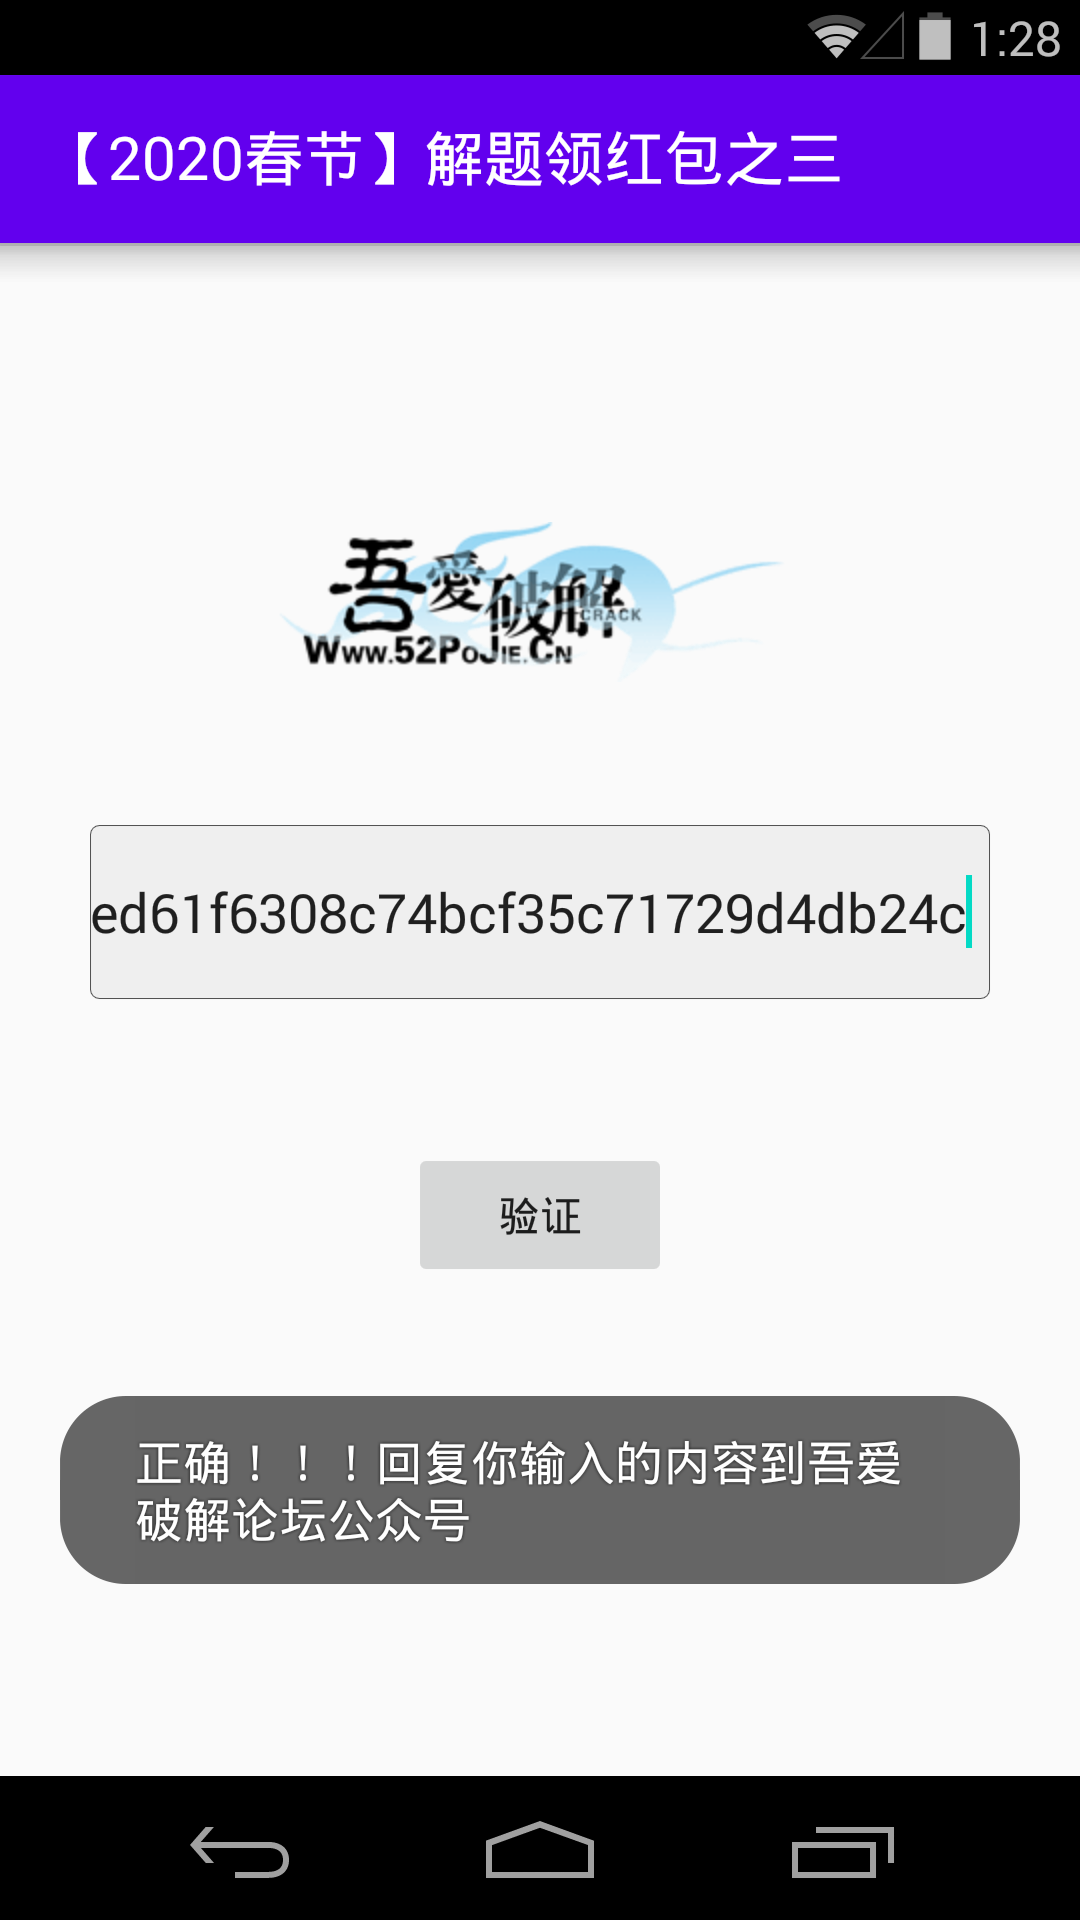 1:28
【2020春节】解题领红包之三
吾愛破解
CRACK
Www.52PoJie.Cn
ed61f6308c74bcf35c71729d4db24c
验证
正确！！！回复你输入的内容到吾爱
破解论坛公众号